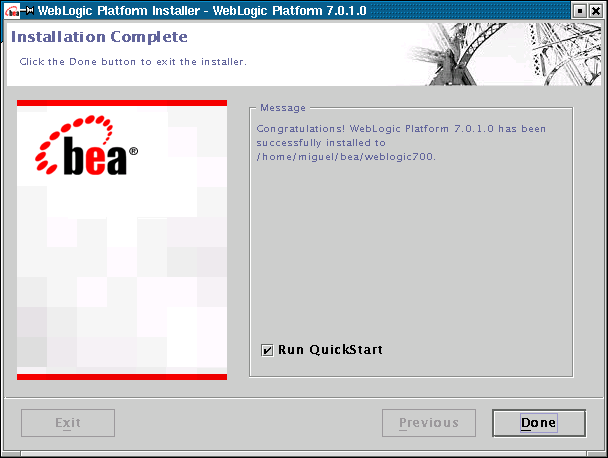 WebLogic Platform Installer - WebLogic Platform 7.0.1.0
Installation Complete
Click the Done button to exit the installer.
bea®
Message
Congratulations! WebLogic Platform 7.0.1.0 has been
successfully installed to
/home/miguel/bea/weblogic700.
Run QuickStart
Exit
Previous
Done